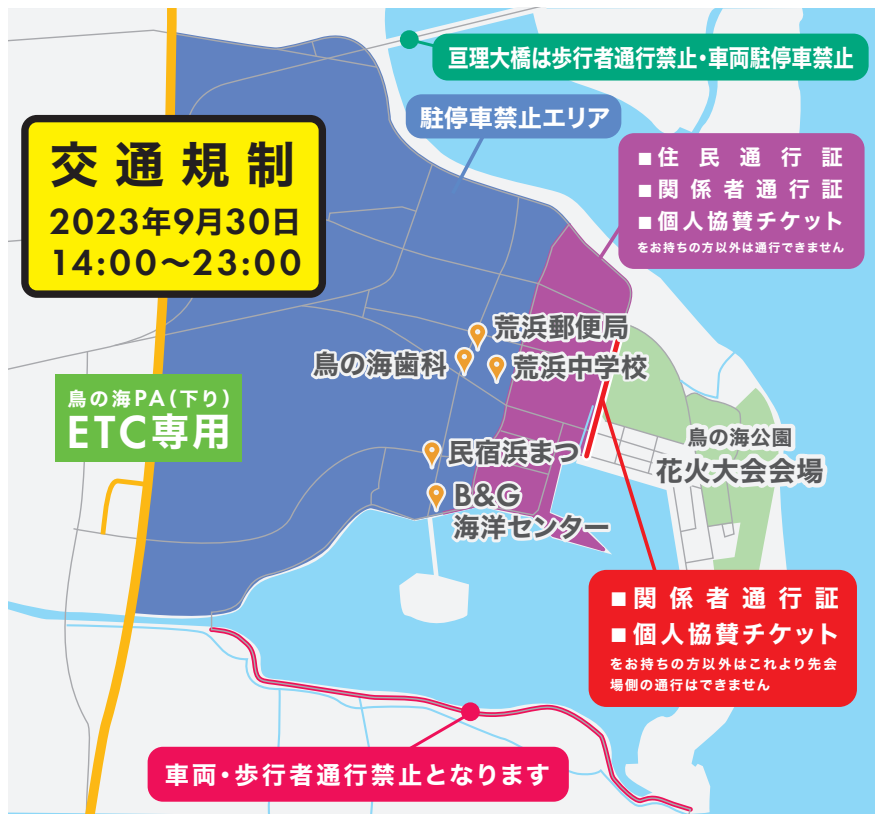 亘理大橋は歩行者通行禁止・車両駐停車禁止
駐停車禁止エリア
交通規制
2023年9月30日
14:00〜23:00
■住民通行証
■関係者通行証
■個人協賛チケット
をお持ちの方以外は通行できません
荒浜郵便局
鳥の海歯科
荒浜中学校
鳥の海PA(下り)
ETC専用
民宿浜まつ
鳥の海公園
花火大会会場
B&G
海洋センター
■関係者通行証
■個人協賛チケット
をお持ちの方以外はこれより先会
場側の通行はできません
車両・歩行者通行禁止となります